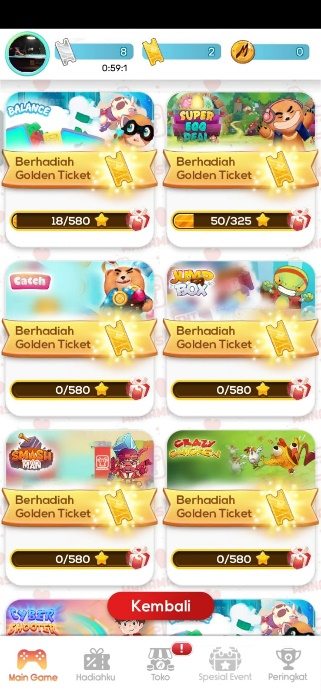 8
2
0
0:59:1
BALANCE
Berhadiah
Golden Ticket
18/580
SUPER
EGG
DEAL
Berhadiah
Golden Ticket
50/325
Catch
Berhadiah
Golden Ticket
0/580
JUMP
BOX
Berhadiah
Golden Ticket
0/580
SMASH
MAN
Berhadiah
Golden Ticket
0/580
CRAZY
CHICKEN
Berhadiah
Golden Ticket
0/580
CYBER
SHOOTER
Kembali
Main Game
Hadiahku
!
Toko
Spesial Event
Peringkat